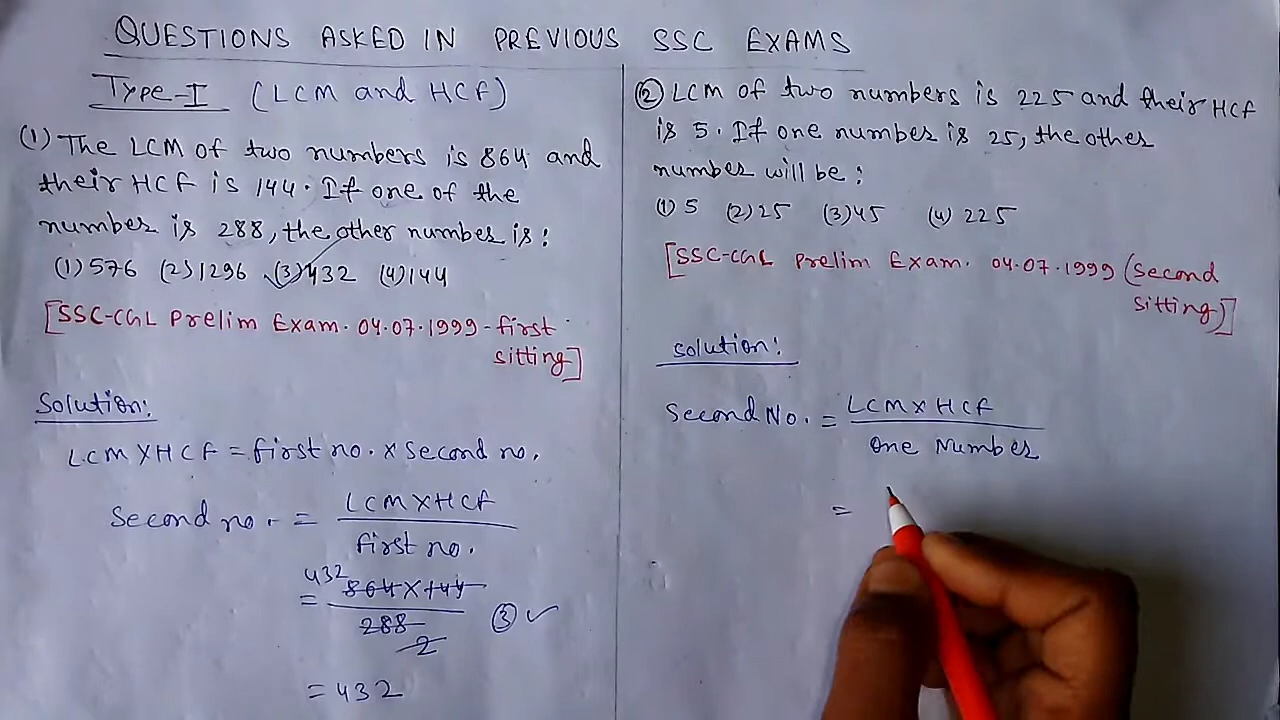 QUESTIONS ASKED IN PREVIOUS SSC EXAMS
Type-I (LCM and HCF)
(1) The LCM of two numbers is 864 and
their HCF is 144. If one of the
number is 288, the other number is:
(1) 576 (2) 1296 (3) 432 (4) 144
[SSC-CGL Prelim Exam. 04.07.1999-first
sitting]
Solution:
LCM X HCF = first no. x Second no.
Second no. = LCM X HCF
first no.
432
= 864 X 144
288
2
③ ✓
= 432
② LCM of two numbers is 225 and their HCF
is 5. If one number is 25, the other
number will be:
(1) 5 (2) 25 (3) 45 (4) 225
[SSC-CGL Prelim Exam. 04.07.1999 (Second
sitting)]
Solution:
Second No. = LCM X HCF
One Number
=